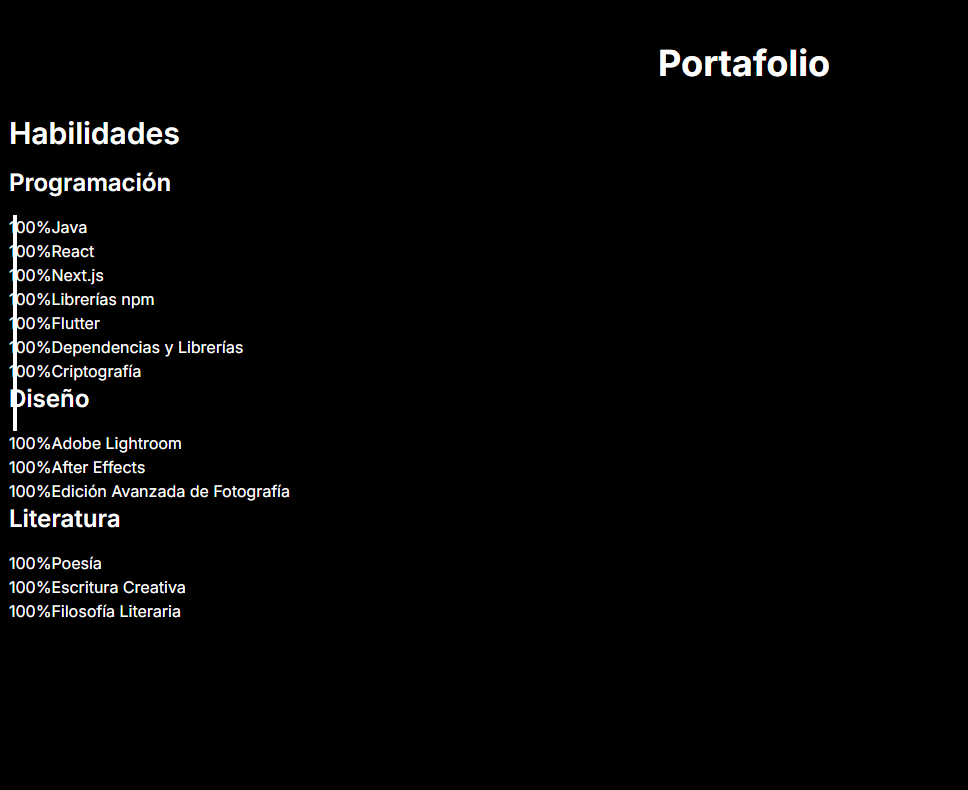 Portafolio
Habilidades
Programación
100%Java
100%React
100%Next.js
100%Librerías npm
100%Flutter
100%Dependencias y Librerías
100%Criptografía
Diseño
100%Adobe Lightroom
100%After Effects
100%Edición Avanzada de Fotografía
Literatura
100%Poesía
100%Escritura Creativa
100%Filosofía Literaria